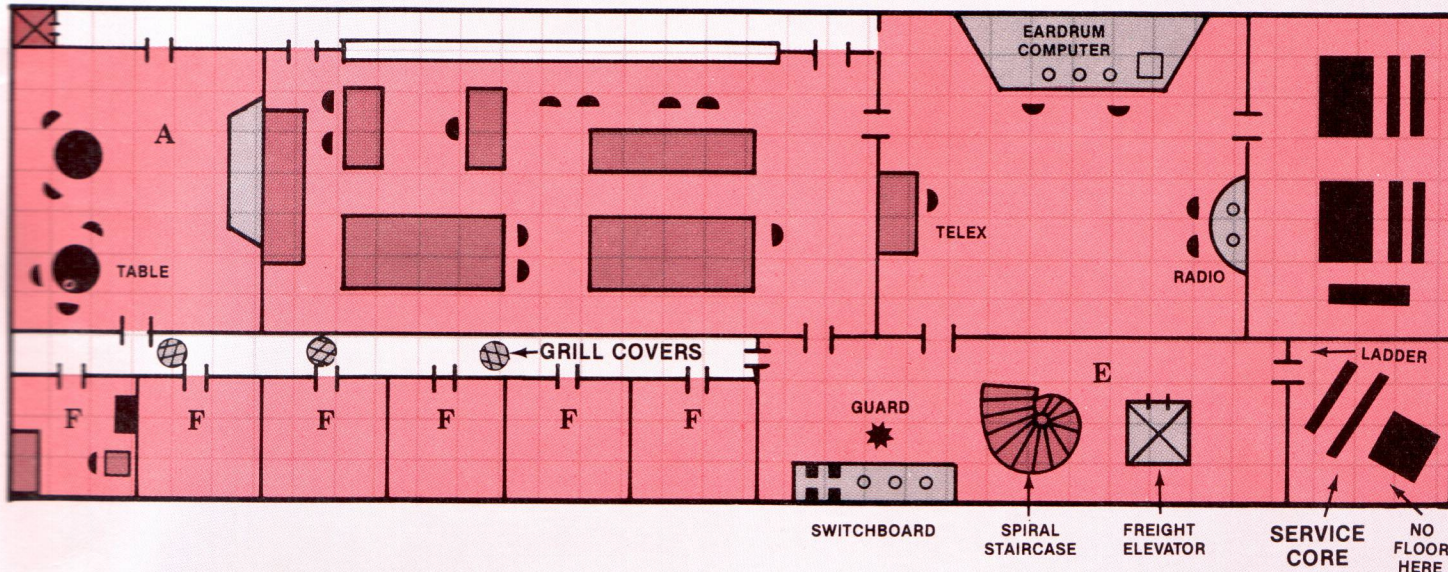 EARDRUM
COMPUTER
A
TELEX
TABLE
RADIO
GRILL COVERS
LADDER
E
F
F
F
F
F
F
GUARD
SWITCHBOARD
SPIRAL
STAIRCASE
FREIGHT
ELEVATOR
SERVICE
CORE
NO
FLOOR
HERE